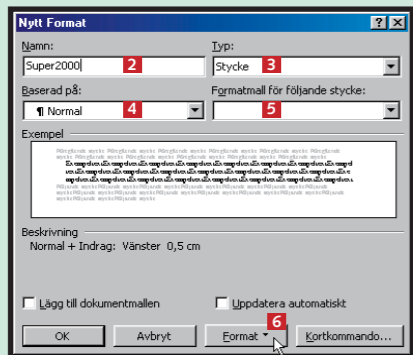 Nytt Format
Namn: Typ:
Super2000 2 Stycke 3
Baserad på: Formatmall för följande stycke:
¶ Normal 4 5
Exempel
Beskrivning
Normal + Indrag: Vänster 0,5 cm
Lägg till dokumentmallen Uppdatera automatiskt
6
OK Avbryt Format Kortkommando...